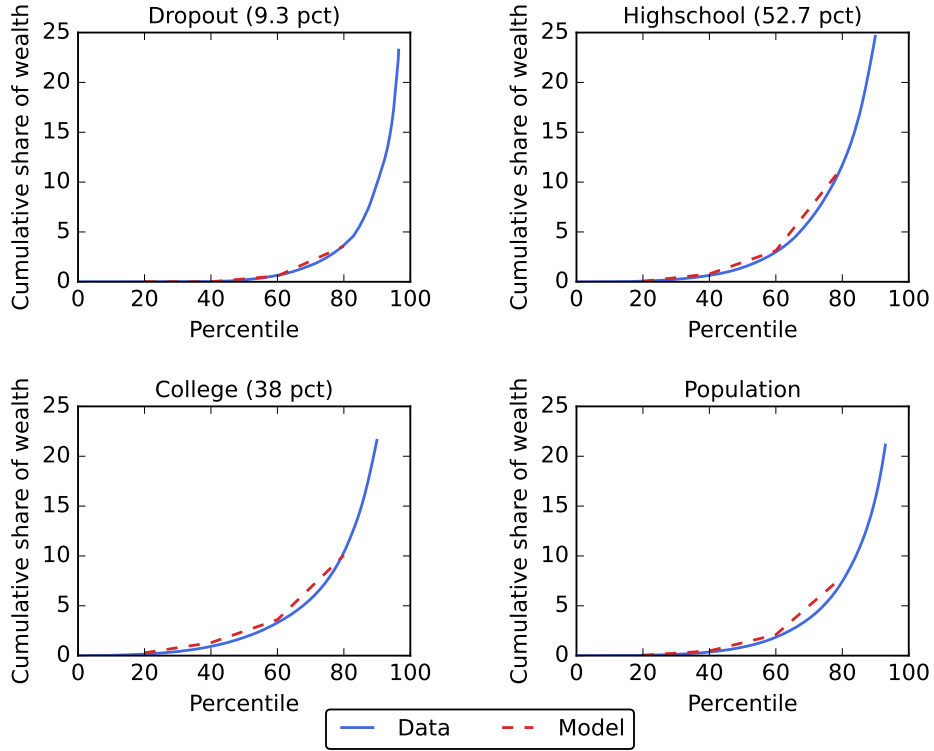 Dropout (9.3 pct)
Cumulative share of wealth
25
20
15
10
5
0
0 20 40 60 80 100
Percentile
Highschool (52.7 pct)
Cumulative share of wealth
25
20
15
10
5
0
0 20 40 60 80 100
Percentile
College (38 pct)
Cumulative share of wealth
25
20
15
10
5
0
0 20 40 60 80 100
Percentile
Population
Cumulative share of wealth
25
20
15
10
5
0
0 20 40 60 80 100
Percentile
Data Model